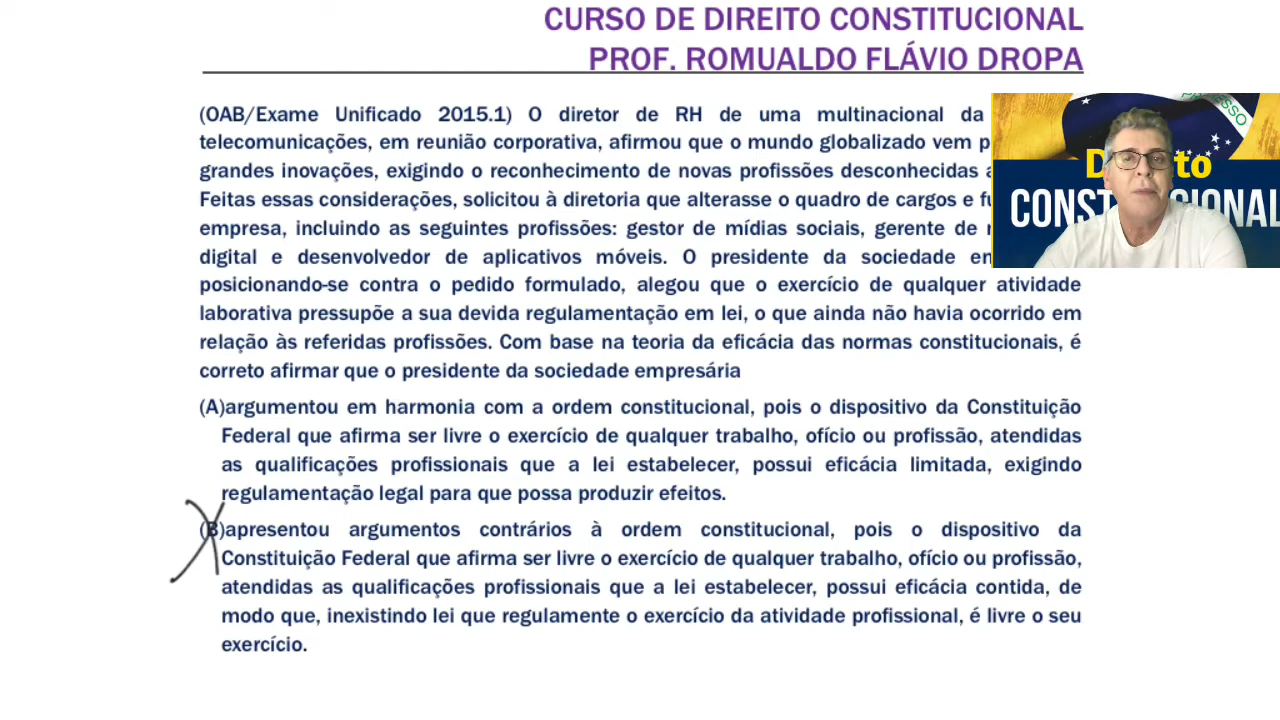 CURSO DE DIREITO CONSTITUCIONAL
PROF. ROMUALDO FLÁVIO DROPA
(OAB/Exame Unificado 2015.1) O diretor de RH de uma multinacional da
telecomunicações, em reunião corporativa, afirmou que o mundo globalizado vem
grandes inovações, exigindo o reconhecimento de novas profissões desconhecidas
Feitas essas considerações, solicitou à diretoria que alterasse o quadro de cargos e
empresa, incluindo as seguintes profissões: gestor de mídias sociais, gerente de
digital e desenvolvedor de aplicativos móveis. O presidente da sociedade
posicionando-se contra o pedido formulado, alegou que o exercício de qualquer atividade
laborativa pressupõe a sua devida regulamentação em lei, o que ainda não havia ocorrido em
relação às referidas profissões. Com base na teoria da eficácia das normas constitucionais, é
correto afirmar que o presidente da sociedade empresária
(A)argumentou em harmonia com a ordem constitucional, pois o dispositivo da Constituição
Federal que afirma ser livre o exercício de qualquer trabalho, ofício ou profissão, atendidas
as qualificações profissionais que a lei estabelecer, possui eficácia limitada, exigindo
regulamentação legal para que possa produzir efeitos.
(B)apresentou argumentos contrários à ordem constitucional, pois o dispositivo da
Constituição Federal que afirma ser livre o exercício de qualquer trabalho, ofício ou profissão,
atendidas as qualificações profissionais que a lei estabelecer, possui eficácia contida, de
modo que, inexistindo lei que regulamente o exercício da atividade profissional, é livre o seu
exercício.